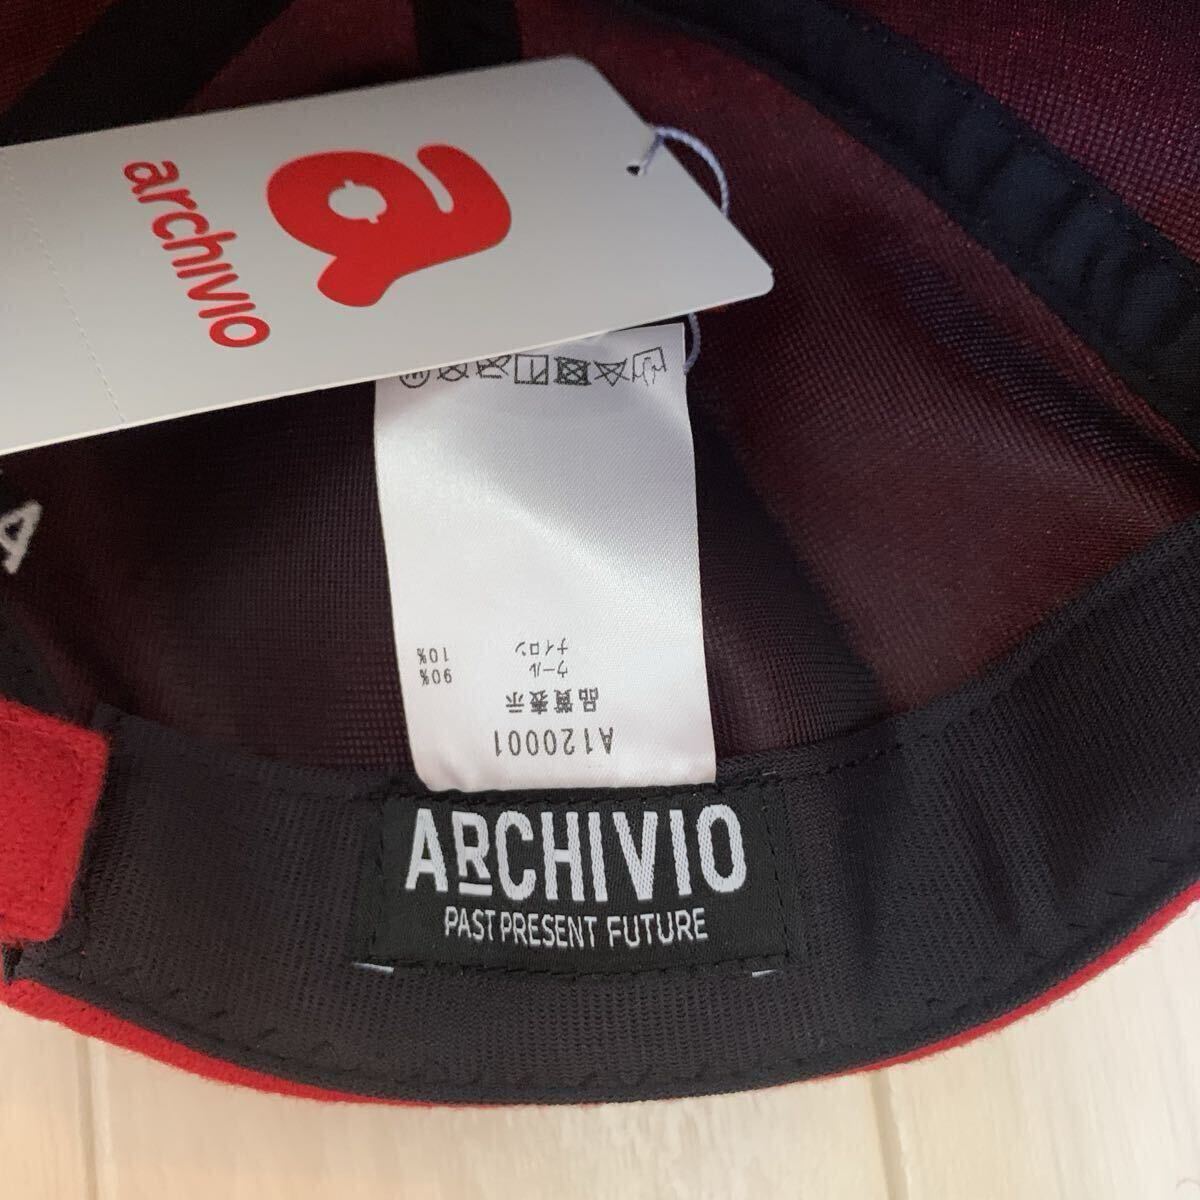 archivio
A120001
品質表示
ウール 90%
ナイロン 10%
ARCHIVIO
PAST PRESENT FUTURE
A